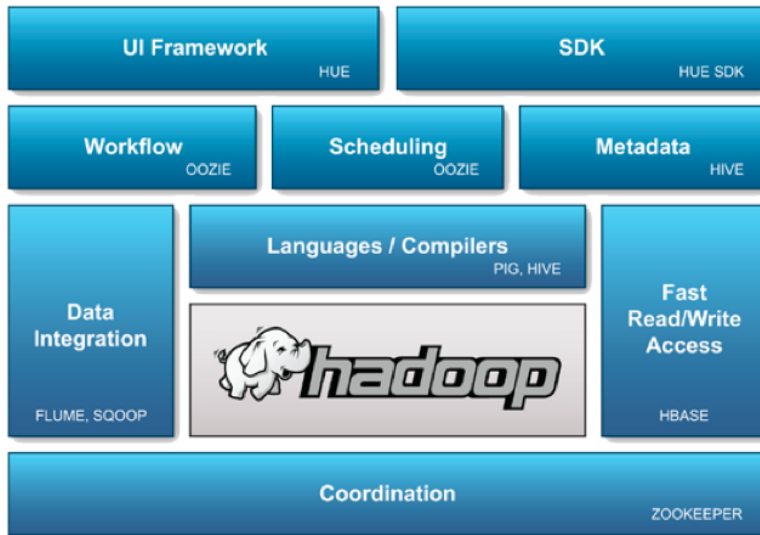 UI Framework
HUE
SDK
HUE SDK
Workflow
OOZIE
Scheduling
OOZIE
Metadata
HIVE
Data
Integration
FLUME, SQOOP
Languages / Compilers
PIG, HIVE
hadoop
Fast
Read/Write
Access
HBASE
Coordination
ZOOKEEPER